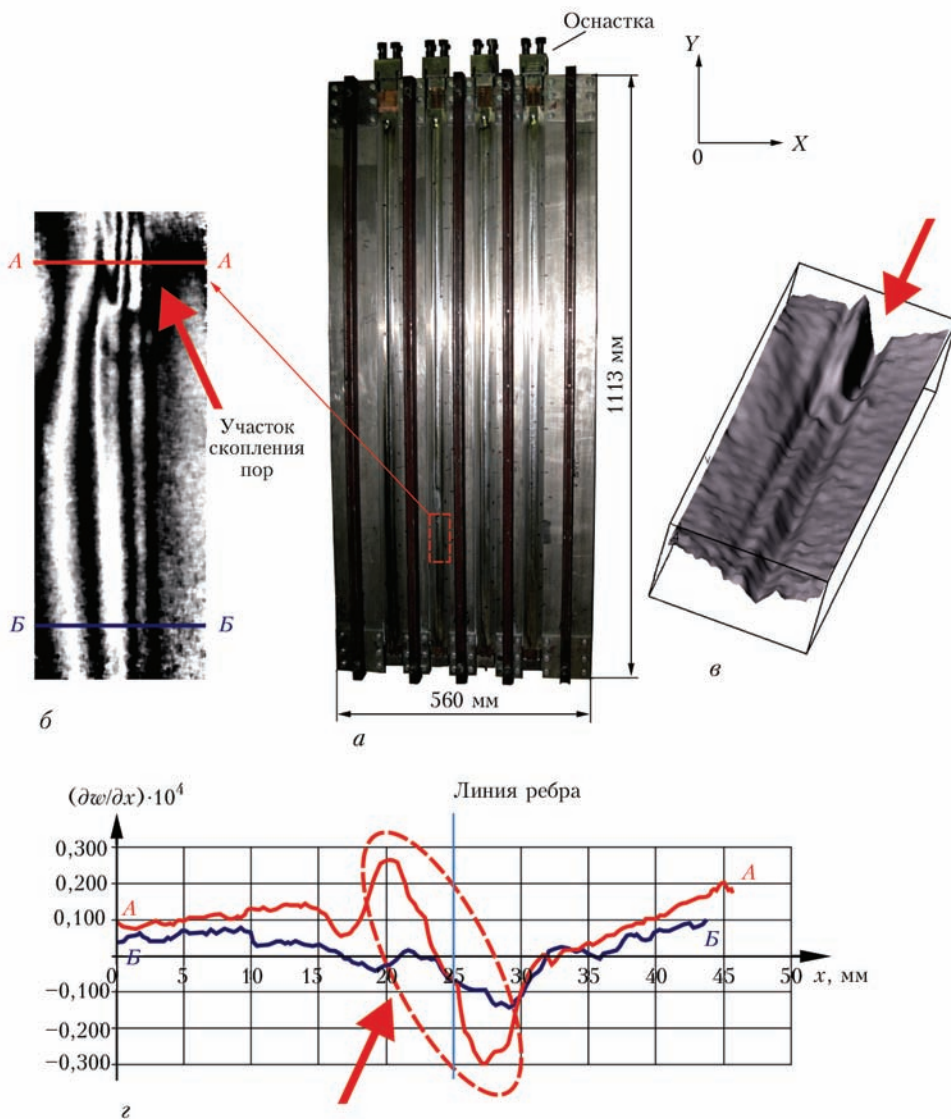 Оснастка
Y
X
0
А
А
Участок
скопления
пор
Б
Б
1113 мм
560 мм
б
а
в
(∂w/∂x)·10⁴
Линия ребра
0,300
0,200
0,100
0
−0,100
−0,200
−0,300
А
Б
А
Б
5
10
15
20
25
30
35
40
45
50
x, мм
г